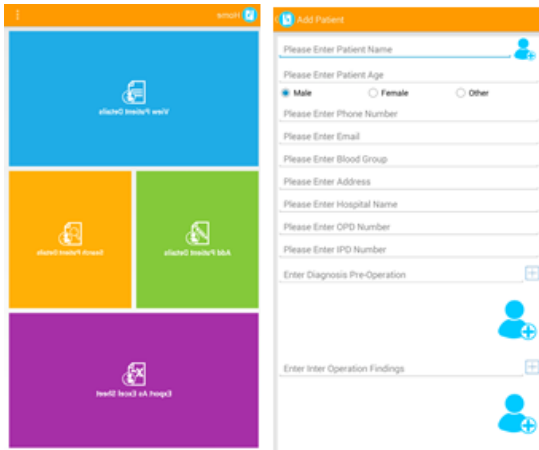 Home
View Patient Details
Search Patient Details
Add Patient Details
Export As Excel Sheet
Add Patient
Please Enter Patient Name
Please Enter Patient Age
Male Female Other
Please Enter Phone Number
Please Enter Email
Please Enter Blood Group
Please Enter Address
Please Enter Hospital Name
Please Enter OPD Number
Please Enter IPD Number
Enter Diagnosis Pre-Operation
Enter Inter Operation Findings